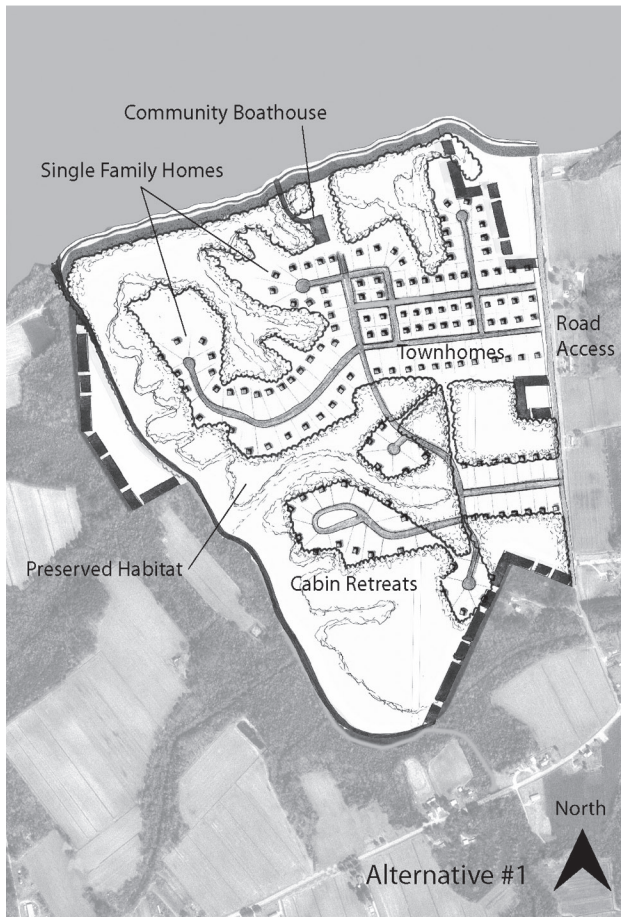 Community Boathouse
Single Family Homes
Road
Access
Townhomes
Preserved Habitat
Cabin Retreats
North
Alternative #1